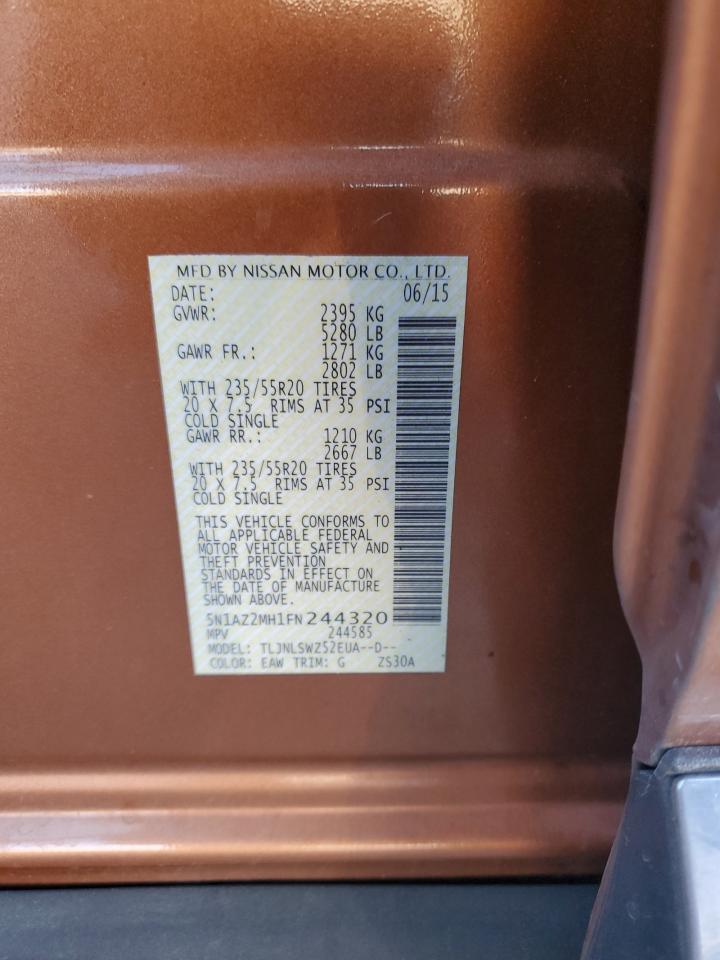 MFD BY NISSAN MOTOR CO., LTD.
DATE: 06/15
GVWR: 2395 KG
5280 LB
GAWR FR.: 1271 KG
2802 LB
WITH 235/55R20 TIRES
20 X 7.5 RIMS AT 35 PSI
COLD SINGLE
GAWR RR.: 1210 KG
2667 LB
WITH 235/55R20 TIRES
20 X 7.5 RIMS AT 35 PSI
COLD SINGLE
THIS VEHICLE CONFORMS TO
ALL APPLICABLE FEDERAL
MOTOR VEHICLE SAFETY AND
THEFT PREVENTION
STANDARDS IN EFFECT ON
THE DATE OF MANUFACTURE
SHOWN ABOVE.
5N1AZ2MH1FN244320
MPV 244585
MODEL: TLJNLSWZ52EUA--D--
COLOR: EAW TRIM: G ZS30A